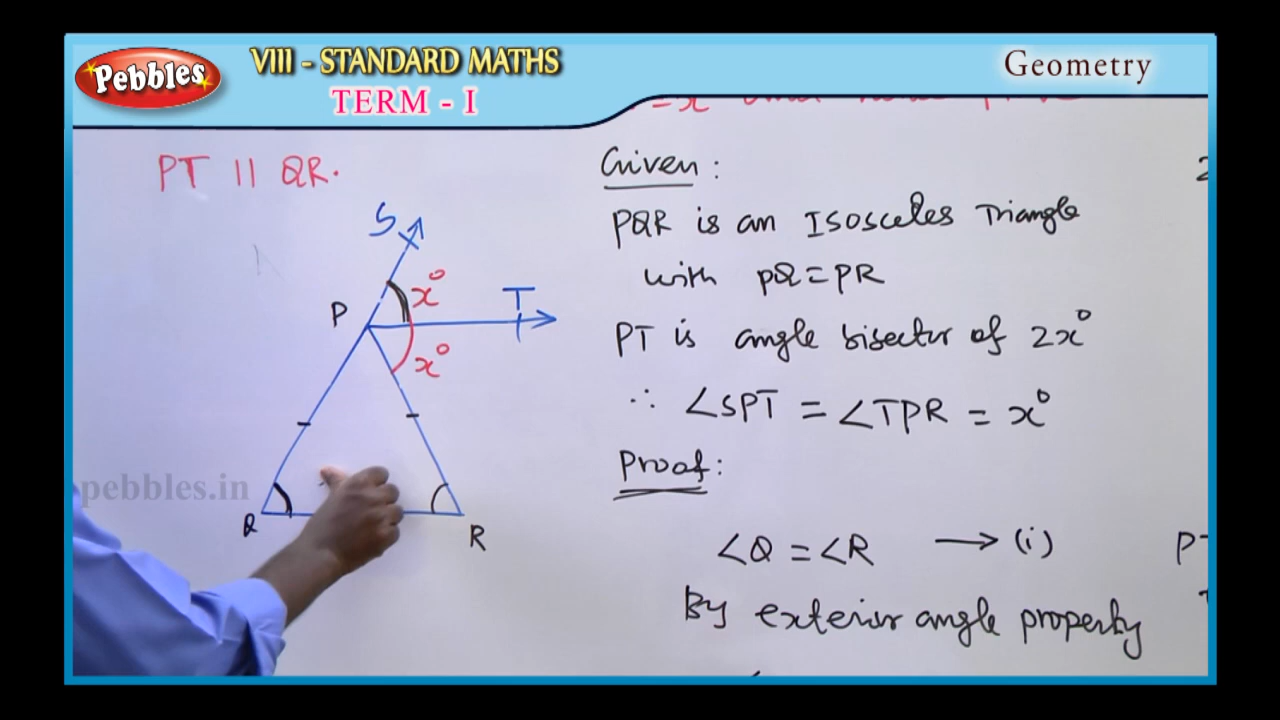 Pebbles
VIII - STANDARD MATHS
TERM - I
Geometry
PT || QR.
S
x°
T
P
x°
Q
R
pebbles.in
Given:
PQR is an Isosceles Triangle
with PQ = PR
PT is angle bisector of 2x°
∴ ∠SPT = ∠TPR = x°
Proof:
∠Q = ∠R ⟶ (i)
By exterior angle property